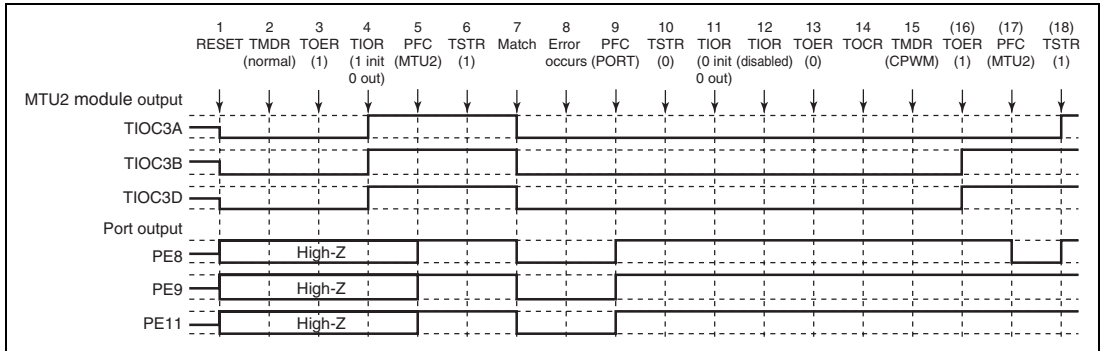 1 2 3 4 5 6 7 8 9 10 11 12 13 14 15 (16) (17) (18)
RESET TMDR TOER TIOR PFC TSTR Match Error PFC TSTR TIOR TIOR TOER TOCR TMDR TOER PFC TSTR
(normal) (1) (1 init (MTU2) (1) occurs (PORT) (0) (0 init (disabled) (0) (CPWM) (1) (MTU2) (1)
0 out) 0 out)
MTU2 module output
TIOC3A
TIOC3B
TIOC3D
Port output
PE8 High-Z
PE9 High-Z
PE11 High-Z